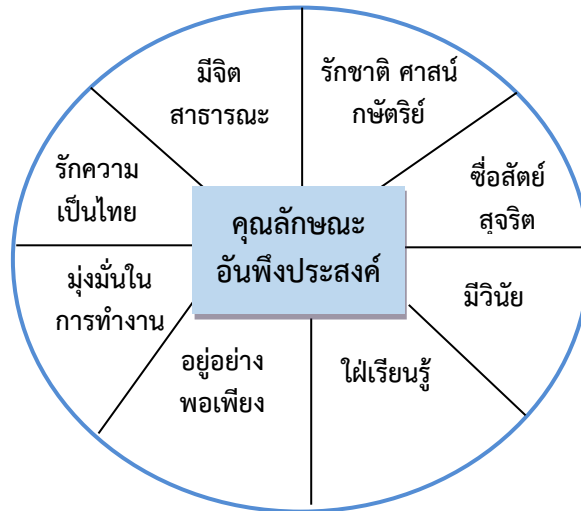 คุณลักษณะ
อันพึงประสงค์
รักชาติ ศาสน์
กษัตริย์
ซื่อสัตย์
สุจริต
มีวินัย
ใฝ่เรียนรู้
อยู่อยาง
พอเพียง
มุ่งมั่นใน
การทำงาน
รักความ
เป็นไทย
มีจิต
สาธารณะ